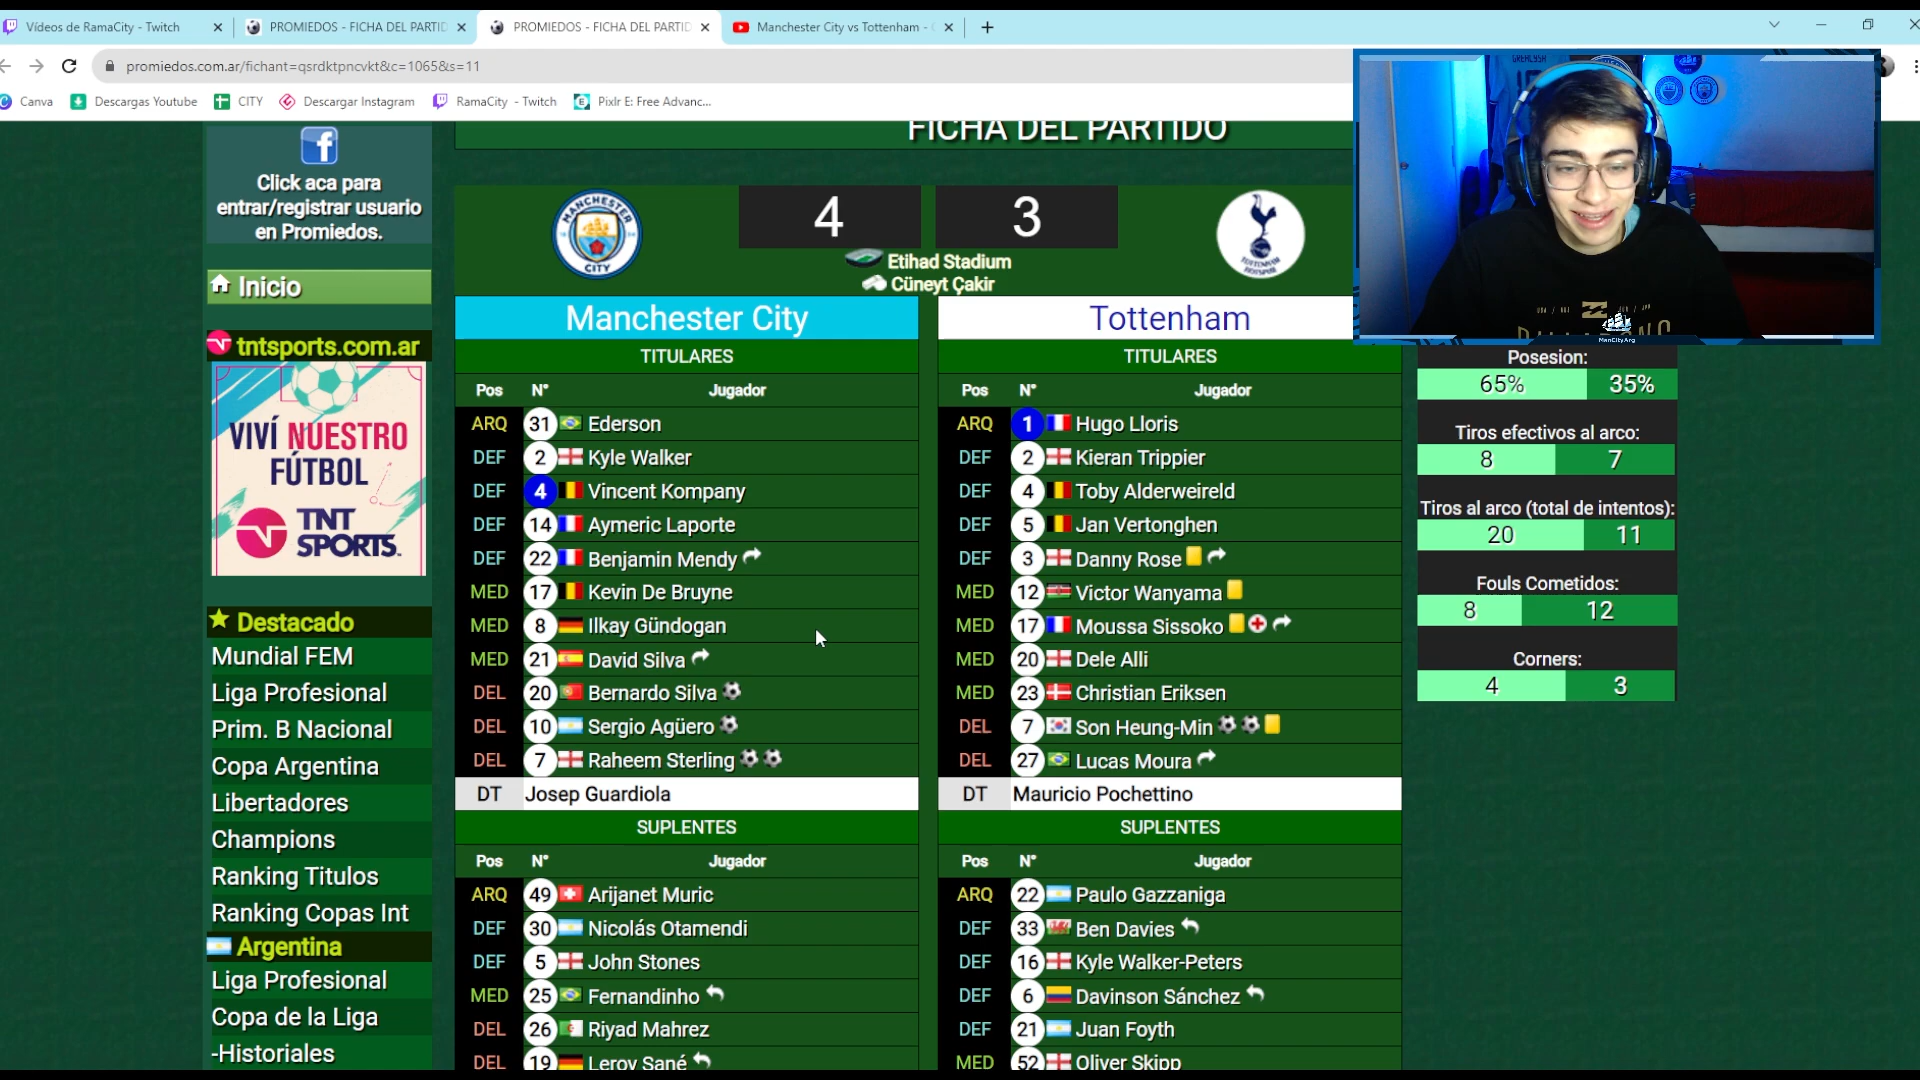 Vídeos de RamaCity - Twitch
PROMIEDOS - FICHA DEL PARTID
PROMIEDOS - FICHA DEL PARTID
Manchester City vs Tottenham -
promiedos.com.ar/fichant=qsrdktpncvkt&c=1065&s=11
Canva
Descargas Youtube
CITY
Descargar Instagram
RamaCity - Twitch
Pixlr E: Free Advanc...
Click aca para
entrar/registrar usuario
en Promiedos.
Inicio
tntsports.com.ar
VIVÍ NUESTRO
FÚTBOL
TNT
SPORTS
Destacado
Mundial FEM
Liga Profesional
Prim. B Nacional
Copa Argentina
Libertadores
Champions
Ranking Titulos
Ranking Copas Int
Argentina
Liga Profesional
Copa de la Liga
-Historiales
FICHA DEL PARTIDO
MANCHESTER
CITY
4
3
TOTTENHAM
HOTSPUR
Etihad Stadium
Cüneyt Çakir
Manchester City
TITULARES
Pos N° Jugador
ARQ 31 Ederson
DEF 2 Kyle Walker
DEF 4 Vincent Kompany
DEF 14 Aymeric Laporte
DEF 22 Benjamin Mendy
MED 17 Kevin De Bruyne
MED 8 Ilkay Gündogan
MED 21 David Silva
DEL 20 Bernardo Silva
DEL 10 Sergio Agüero
DEL 7 Raheem Sterling
DT Josep Guardiola
SUPLENTES
Pos N° Jugador
ARQ 49 Arijanet Muric
DEF 30 Nicolás Otamendi
DEF 5 John Stones
MED 25 Fernandinho
DEL 26 Riyad Mahrez
DEL 19 Leroy Sané
Tottenham
TITULARES
Pos N° Jugador
ARQ 1 Hugo Lloris
DEF 2 Kieran Trippier
DEF 4 Toby Alderweireld
DEF 5 Jan Vertonghen
DEF 3 Danny Rose
MED 12 Victor Wanyama
MED 17 Moussa Sissoko
MED 20 Dele Alli
MED 23 Christian Eriksen
DEL 7 Son Heung-Min
DEL 27 Lucas Moura
DT Mauricio Pochettino
SUPLENTES
Pos N° Jugador
ARQ 22 Paulo Gazzaniga
DEF 33 Ben Davies
DEF 16 Kyle Walker-Peters
DEF 6 Davinson Sánchez
DEF 21 Juan Foyth
MED 52 Oliver Skipp
ManCityArg
Posesion:
65% 35%
Tiros efectivos al arco:
8 7
Tiros al arco (total de intentos):
20 11
Fouls Cometidos:
8 12
Corners:
4 3